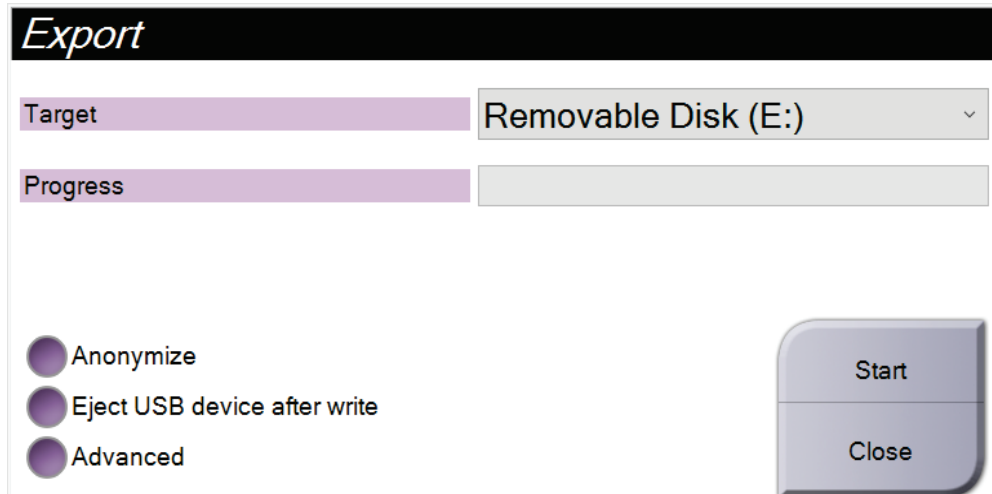 Export
Target
Removable Disk (E:)
Progress
Anonymize
Eject USB device after write
Advanced
Start
Close